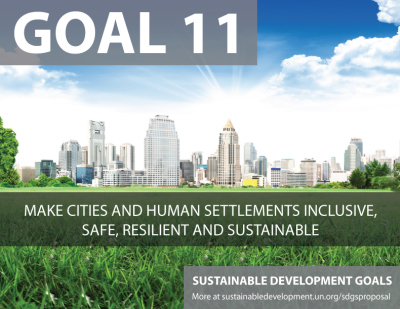 GOAL 11
MAKE CITIES AND HUMAN SETTLEMENTS INCLUSIVE,
SAFE, RESILIENT AND SUSTAINABLE
SUSTAINABLE DEVELOPMENT GOALS
More at sustainabledevelopment.un.org/sdgsproposal